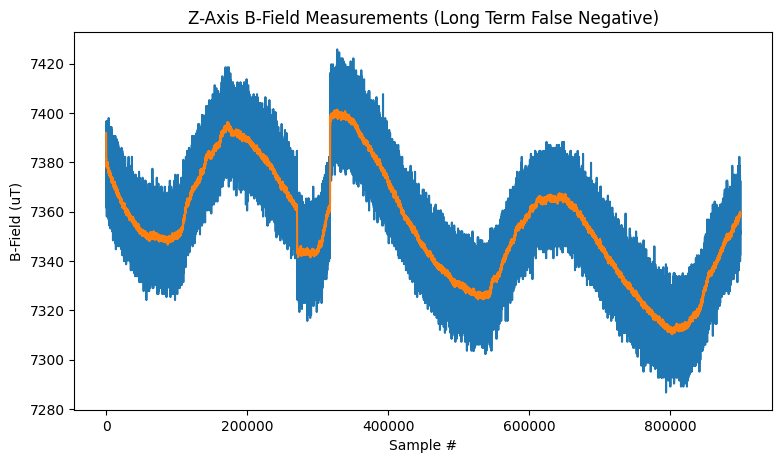 Z-Axis B-Field Measurements (Long Term False Negative)
B-Field (uT)
7420
7400
7380
7360
7340
7320
7300
7280
0 200000 400000 600000 800000
Sample #